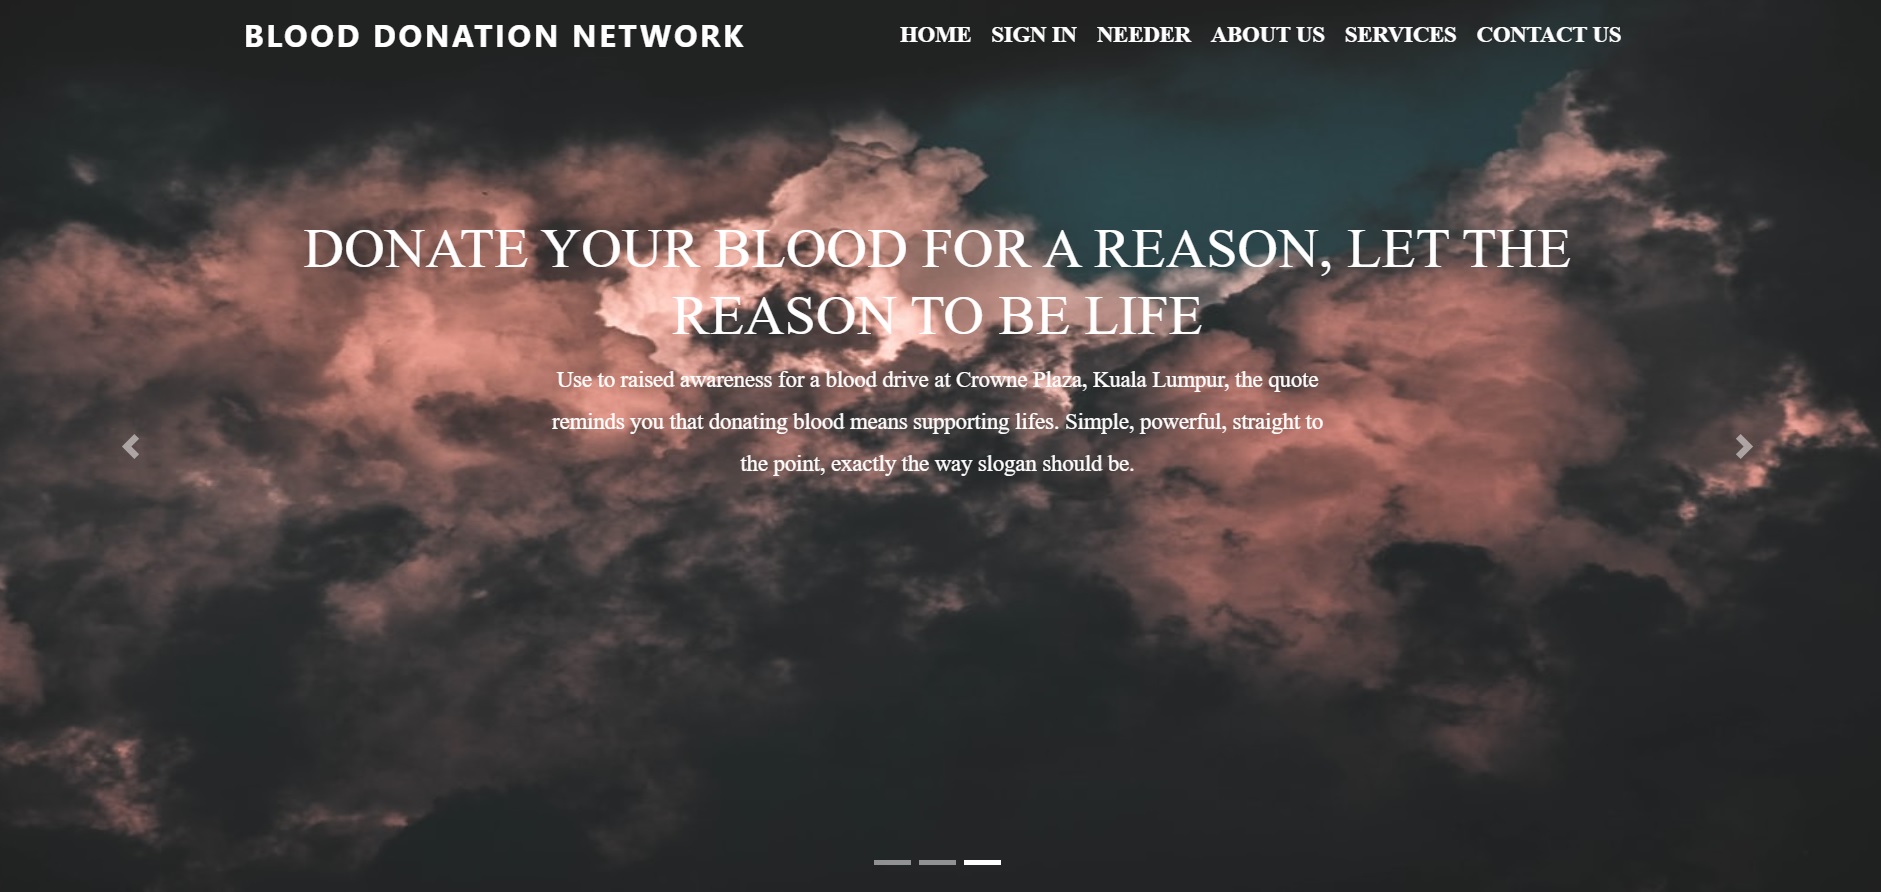 BLOOD DONATION NETWORK
HOME SIGN IN NEEDER ABOUT US SERVICES CONTACT US
DONATE YOUR BLOOD FOR A REASON, LET THE
REASON TO BE LIFE
Use to raised awareness for a blood drive at Crowne Plaza, Kuala Lumpur, the quote
reminds you that donating blood means supporting lifes. Simple, powerful, straight to
the point, exactly the way slogan should be.